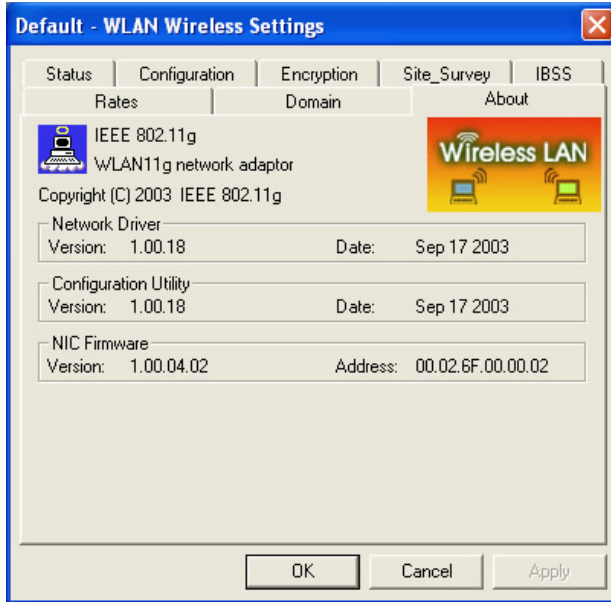 Default - WLAN Wireless Settings
Status Configuration Encryption Site_Survey IBSS
Rates Domain About
IEEE 802.11g
WLAN11g network adaptor
Copyright (C) 2003 IEEE 802.11g
Wireless LAN
Network Driver
Version: 1.00.18 Date: Sep 17 2003
Configuration Utility
Version: 1.00.18 Date: Sep 17 2003
NIC Firmware
Version: 1.00.04.02 Address: 00.02.6F.00.00.02
OK Cancel Apply